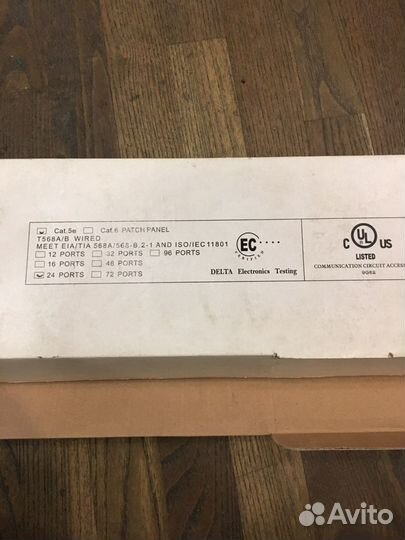 Cat.5e Cat.6 PATCH PANEL
T568A/B WIRED
MEET EIA/TIA 568A/568-B.2-1 AND ISO/IEC11801
12 PORTS 32 PORTS 96 PORTS
16 PORTS 48 PORTS
24 PORTS 72 PORTS
EC
CERTIFIED
DELTA Electronics Testing
C UL US
LISTED
COMMUNICATION CIRCUIT ACCESS
Avito